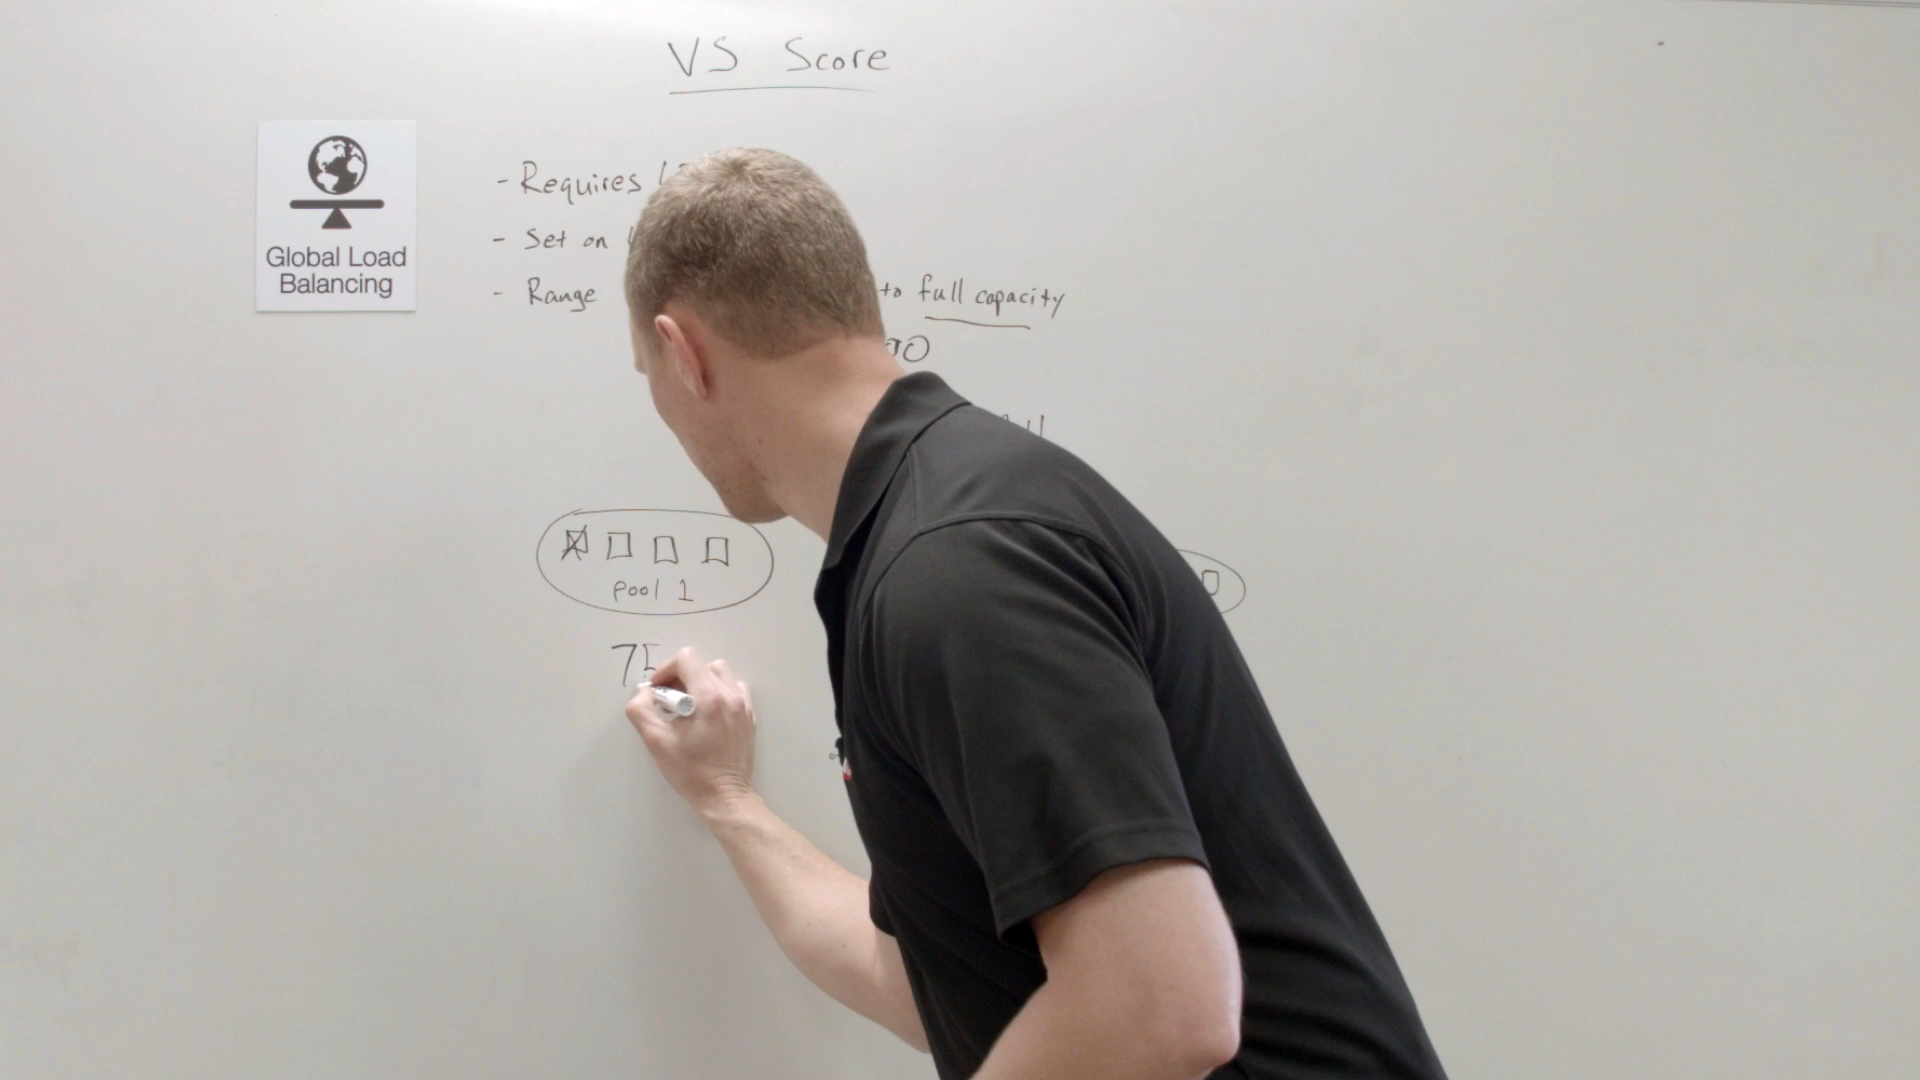 VS Score
Global Load
Balancing
- Requires
- Set on
- Range to full capacity
pool 1
75